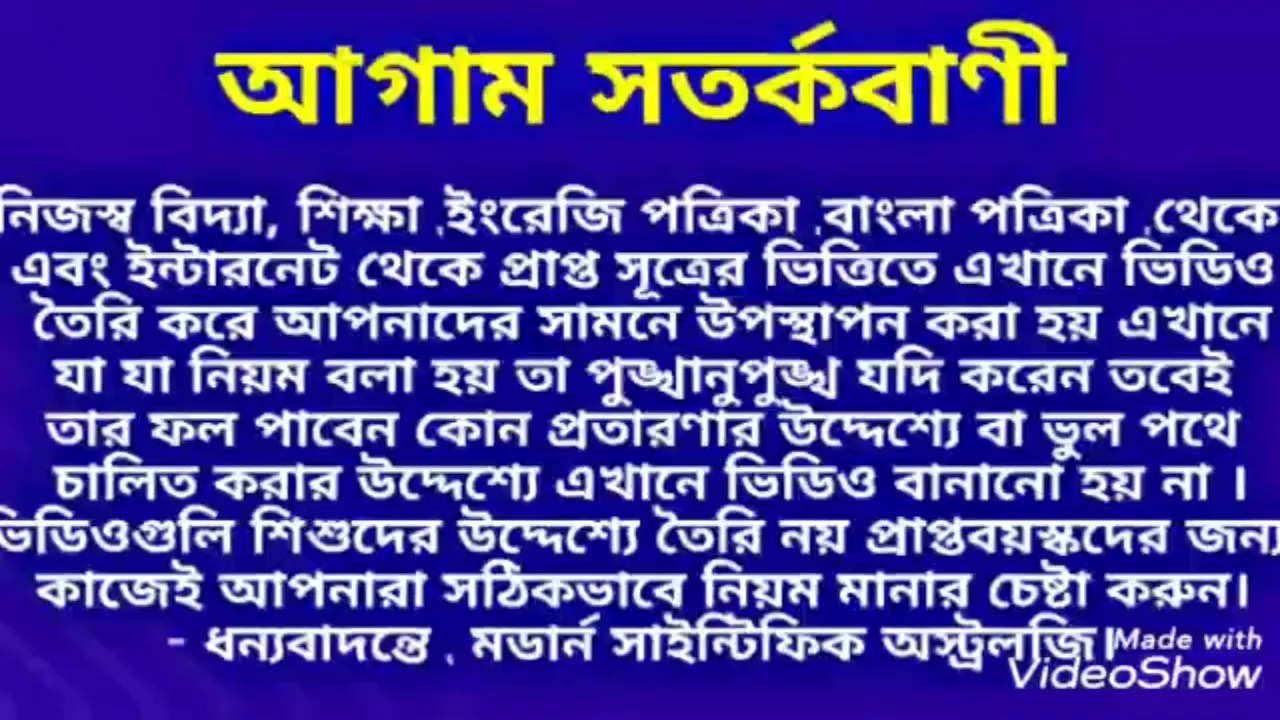 আগাম সতর্কবাণী
নিজস্ব বিদ্যা, শিক্ষা ,ইংরেজি পত্রিকা ,বাংলা পত্রিকা ,থেকে
এবং ইন্টারনেট থেকে প্রাপ্ত সূত্রের ভিত্তিতে এখানে ভিডিও
তৈরি করে আপনাদের সামনে উপস্থাপন করা হয় এখানে
যা যা নিয়ম বলা হয় তা পুঙ্খানুপুঙ্খ যদি করেন তবেই
তার ফল পাবেন কোন প্রতারণার উদ্দেশ্যে বা ভুল পথে
চালিত করার উদ্দেশ্যে এখানে ভিডিও বানানো হয় না ।
ভিডিওগুলি শিশুদের উদ্দেশ্যে তৈরি নয় প্রাপ্তবয়স্কদের জন্য
কাজেই আপনারা সঠিকভাবে নিয়ম মানার চেষ্টা করুন।
- ধন্যবাদন্তে , মডার্ন সাইন্টিফিক অস্ট্রলজি।
Made with
VideoShow